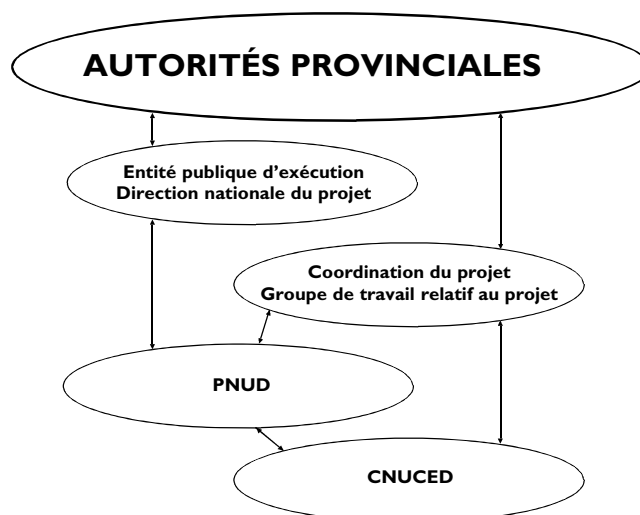 AUTORITÉS PROVINCIALES
Entité publique d’exécution
Direction nationale du projet
Coordination du projet
Groupe de travail relatif au projet
PNUD
CNUCED